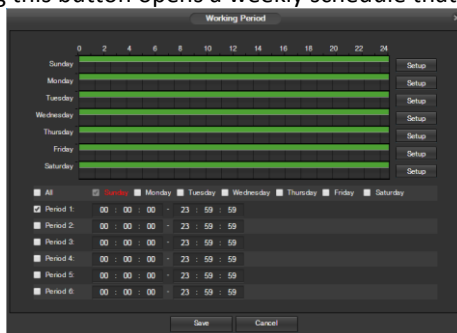 g this button opens a weekly schedule that
Working Period
0 2 4 6 8 10 12 14 16 18 20 22 24
Sunday Setup
Monday Setup
Tuesday Setup
Wednesday Setup
Thursday Setup
Friday Setup
Saturday Setup
All Sunday Monday Tuesday Wednesday Thursday Friday Saturday
Period 1: 00 : 00 : 00 - 23 : 59 : 59
Period 2: 00 : 00 : 00 - 23 : 59 : 59
Period 3: 00 : 00 : 00 - 23 : 59 : 59
Period 4: 00 : 00 : 00 - 23 : 59 : 59
Period 5: 00 : 00 : 00 - 23 : 59 : 59
Period 6: 00 : 00 : 00 - 23 : 59 : 59
Save Cancel